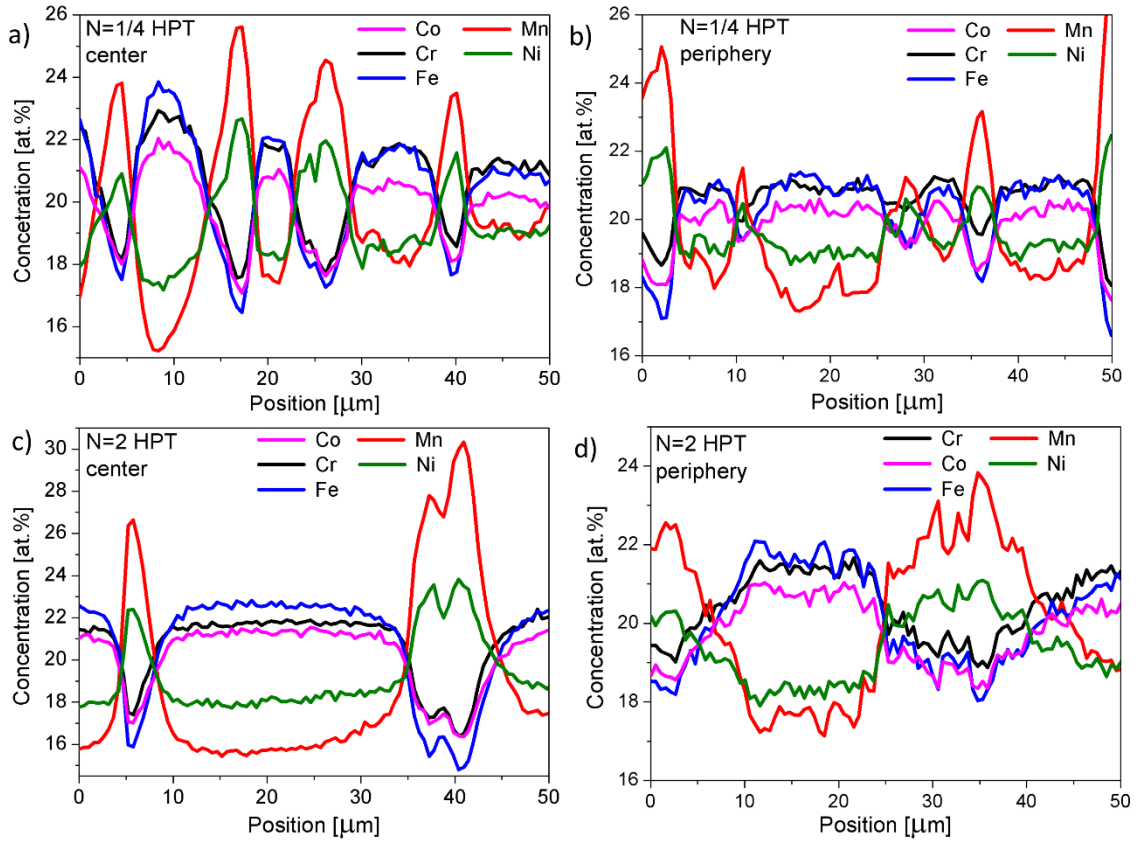 a)
N=1/4 HPT
center
Co
Mn
Cr
Ni
Fe
Concetration [at.%]
26
24
22
20
18
16
0
10
20
30
40
50
Position [μm]
b)
N=1/4 HPT
periphery
Co
Mn
Cr
Ni
Fe
Concetration [at.%]
26
24
22
20
18
16
0
10
20
30
40
50
Position [μm]
c)
N=2 HPT
center
Co
Mn
Cr
Ni
Fe
Concetration [at.%]
30
28
26
24
22
20
18
16
0
10
20
30
40
50
Position [μm]
d)
N=2 HPT
periphery
Cr
Mn
Co
Ni
Fe
Concetration [at.%]
24
22
20
18
16
0
10
20
30
40
50
Position [μm]